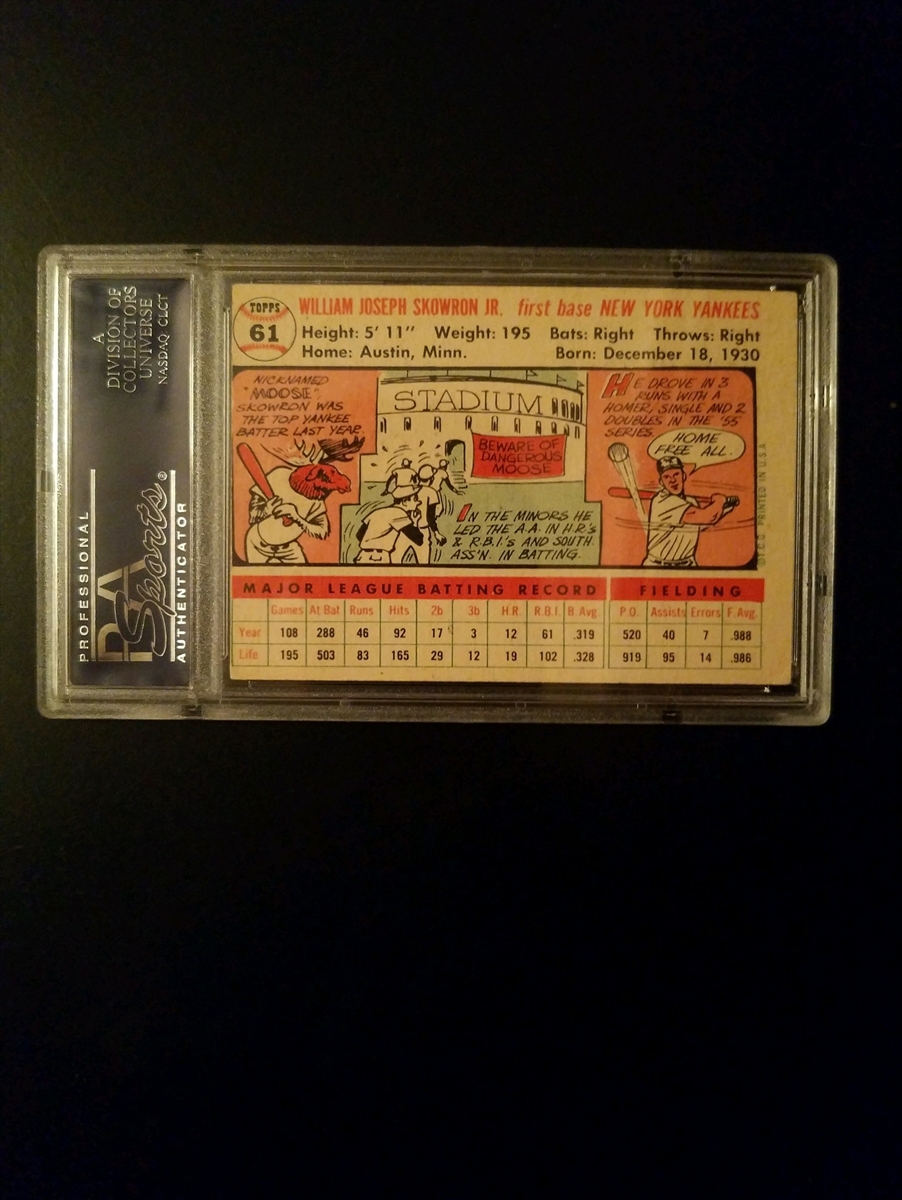 A
DIVISION OF
COLLECTORS
UNIVERSE
NASDAQ CLCT
PROFESSIONAL
Sports®
AUTHENTICATOR
TOPPS
61
WILLIAM JOSEPH SKOWRON JR. first base NEW YORK YANKEES
Height: 5' 11" Weight: 195 Bats: Right Throws: Right
Home: Austin, Minn. Born: December 18, 1930
NICKNAMED
"MOOSE"
SKOWRON WAS
THE TOP YANKEE
BATTER LAST YEAR.
STADIUM
BEWARE OF
DANGEROUS
MOOSE
IN THE MINORS HE
LED THE A.A. IN H.R.'s
& R.B.I.'s AND SOUTH
ASS'N. IN BATTING.
HE DROVE IN 3
RUNS WITH A
HOMER, SINGLE AND 2
DOUBLES IN THE '55
SERIES.
HOME
FREE ALL.
PRINTED IN U.S.A.
MAJOR LEAGUE BATTING RECORD FIELDING
Games At Bat Runs Hits 2b 3b H.R. R.B.I. B Avg. P.O. Assists Errors F. Avg.
Year 108 288 46 92 17 3 12 61 .319 520 40 7 .988
Life 195 503 83 165 29 12 19 102 .328 919 95 14 .986